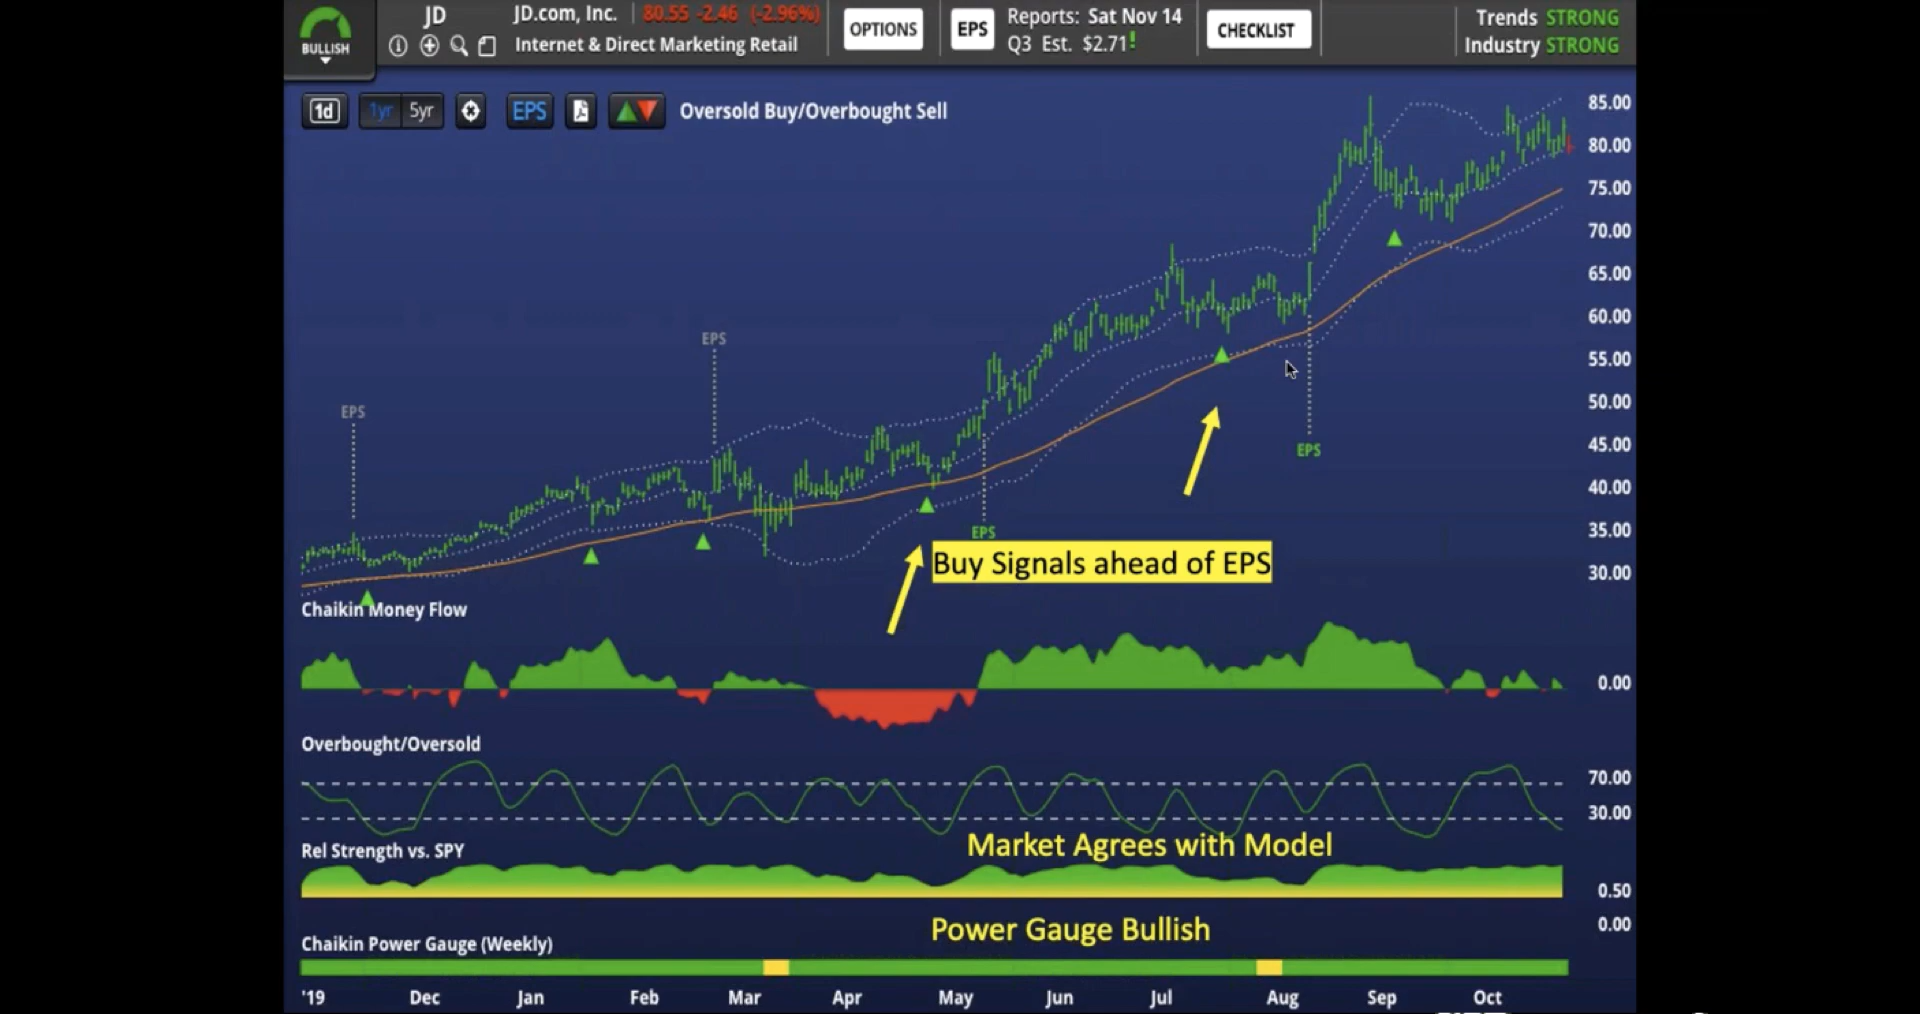 BULLISH
JD
JD.com, Inc.
80.55 -2.46 (-2.96%)
Internet & Direct Marketing Retail
OPTIONS
EPS
Reports: Sat Nov 14
Q3 Est. $2.71!
CHECKLIST
Trends STRONG
Industry STRONG
1d
1yr
5yr
EPS
Oversold Buy/Overbought Sell
85.00
80.00
75.00
70.00
65.00
60.00
55.00
50.00
45.00
40.00
35.00
30.00
EPS
EPS
EPS
EPS
Buy Signals ahead of EPS
Chaikin Money Flow
0.00
Overbought/Oversold
70.00
30.00
Market Agrees with Model
Rel Strength vs. SPY
0.50
Power Gauge Bullish
0.00
Chaikin Power Gauge (Weekly)
'19 Dec Jan Feb Mar Apr May Jun Jul Aug Sep Oct